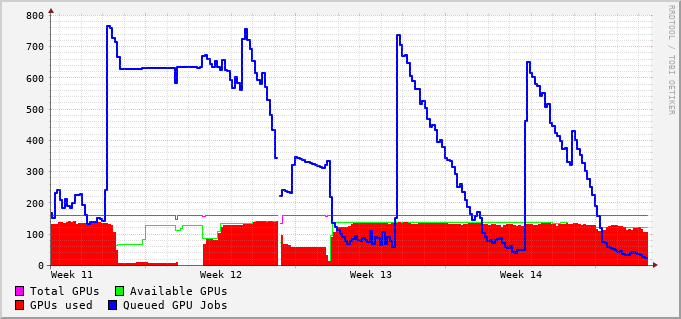 800
700
600
500
400
300
200
100
0
Week 11 Week 12 Week 13 Week 14
Total GPUs Available GPUs
GPUs used Queued GPU Jobs
RRDTOOL / TOBI OETIKER